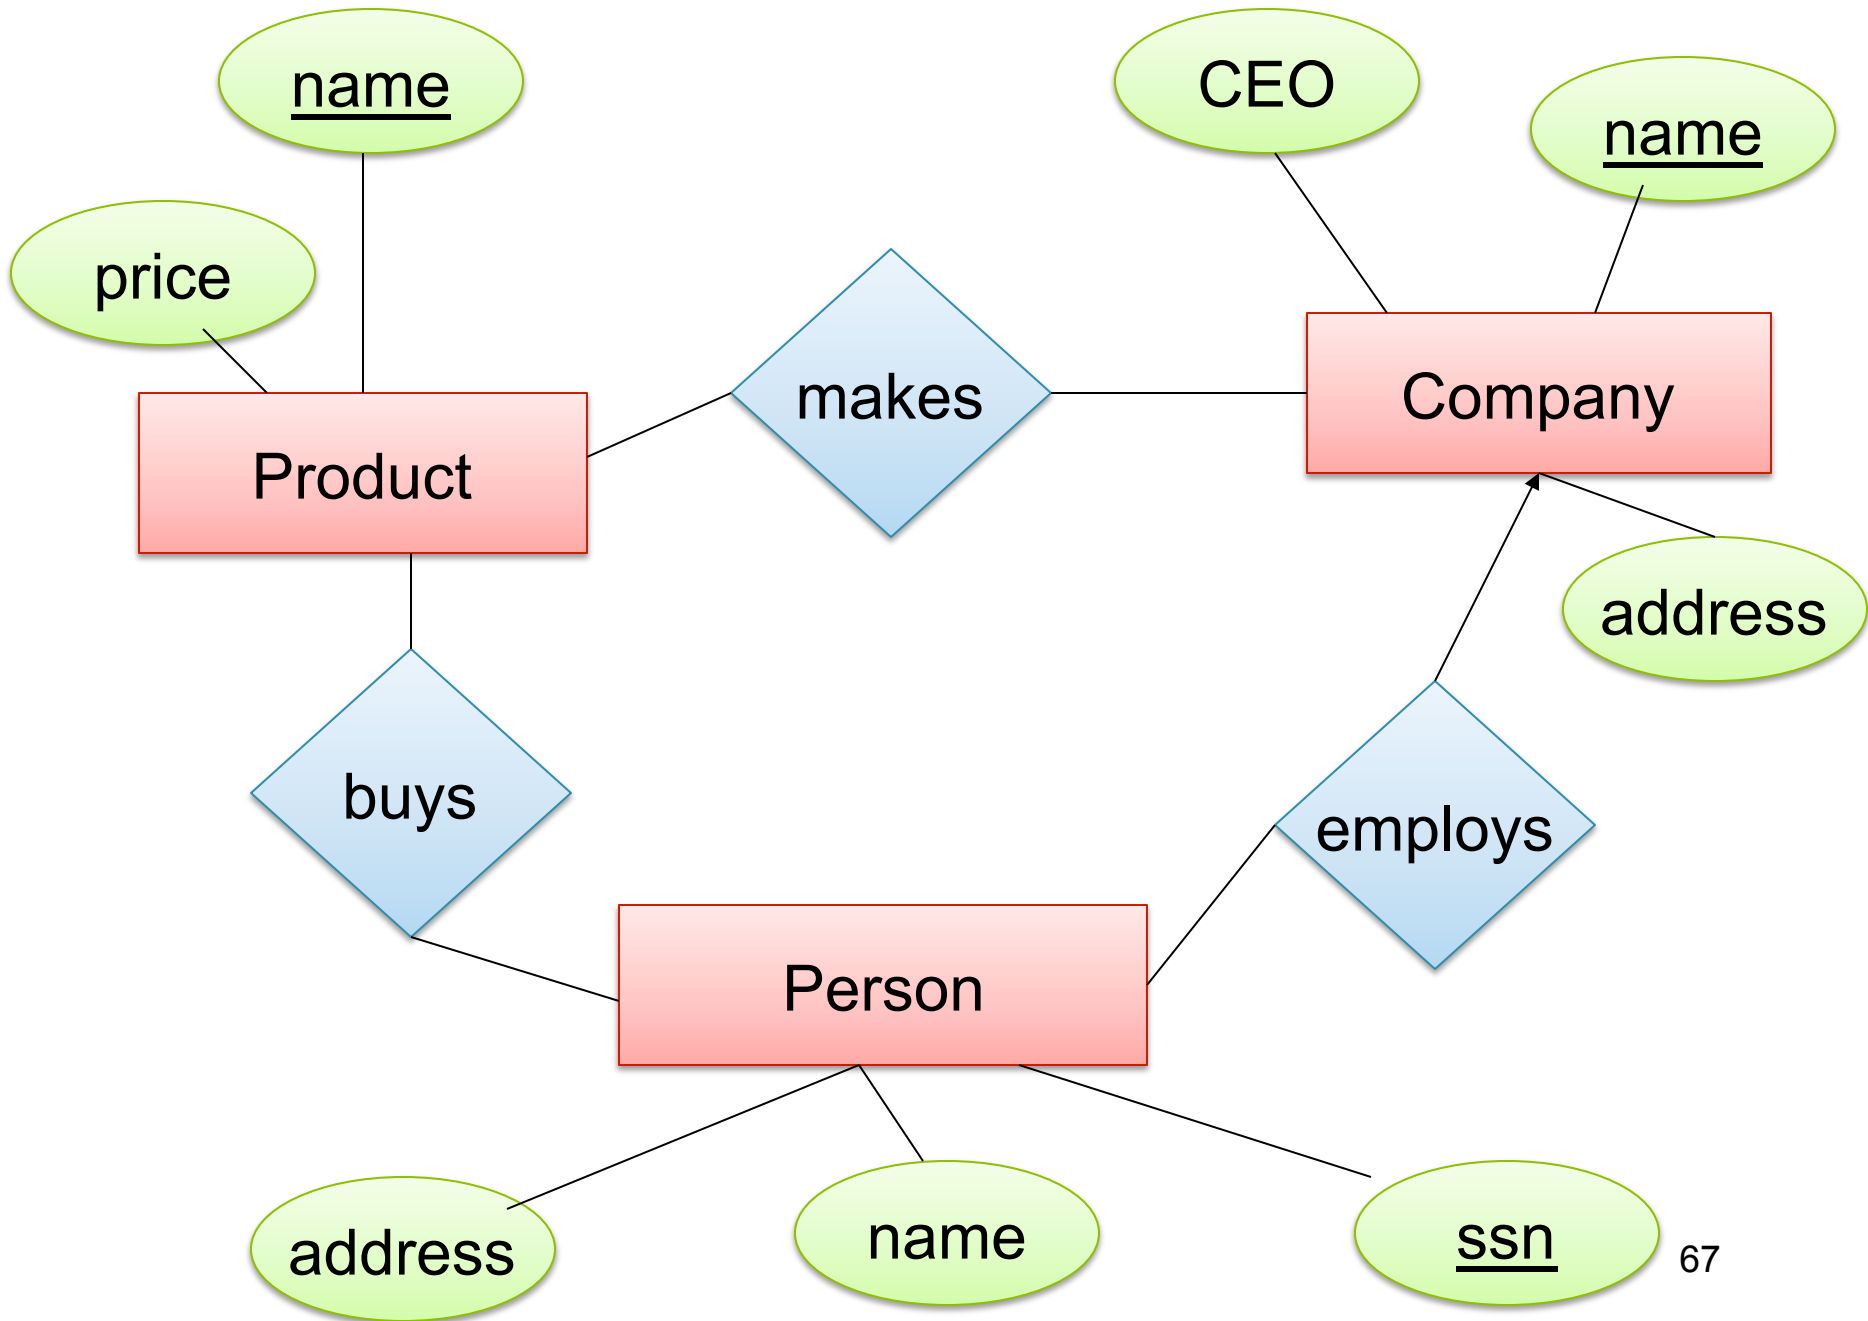 name
CEO
name
price
makes
Company
Product
address
buys
employs
Person
address
name
ssn
67